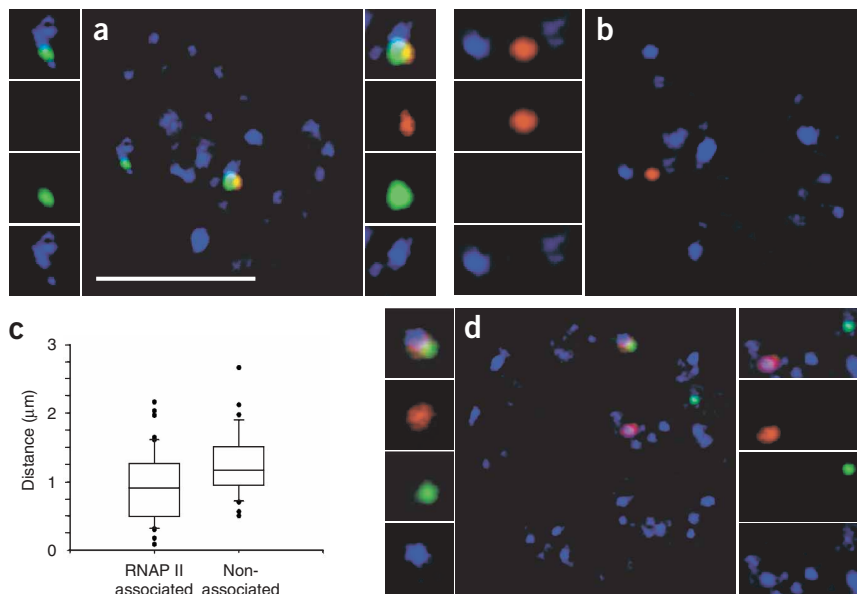 a
b
c
3
2
1
0
Distance (μm)
RNAP II
associated
Non-
associated
d